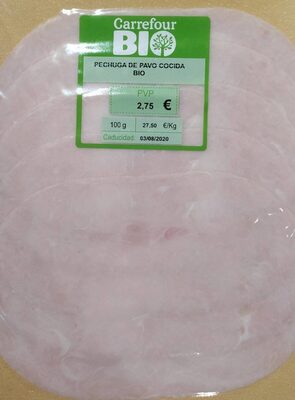 Carrefour
BIO
PECHUGA DE PAVO COCIDA
BIO
PVP
2,75 €
100 g 27.50 €/Kg
Caducidad: 03/08/2020